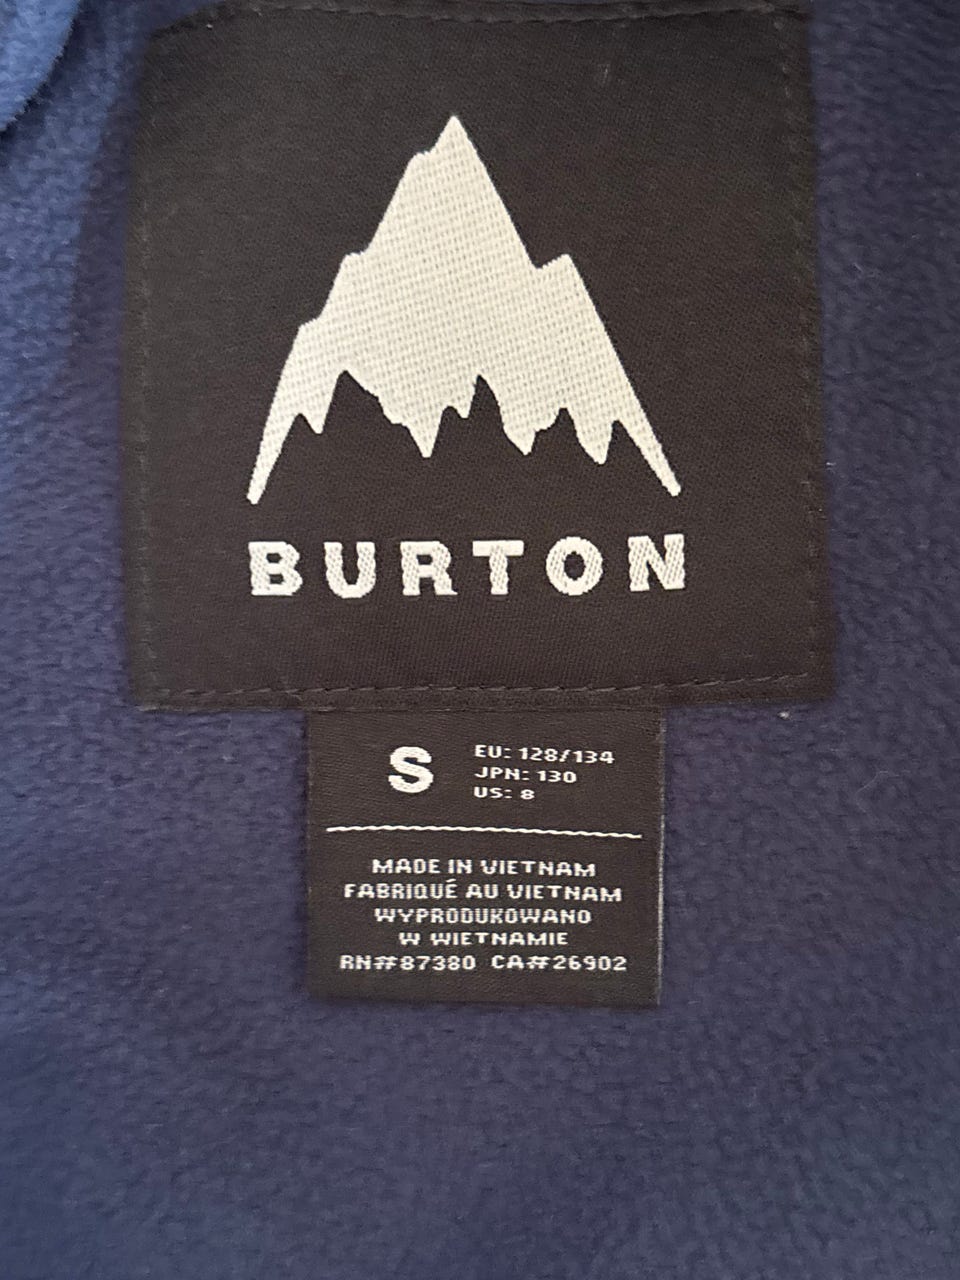 BURTON
S
EU: 128/134
JPN: 130
US: 8
MADE IN VIETNAM
FABRIQUÉ AU VIETNAM
WYPRODUKOWANO
W WIETNAMIE
RN#87380 CA#26902